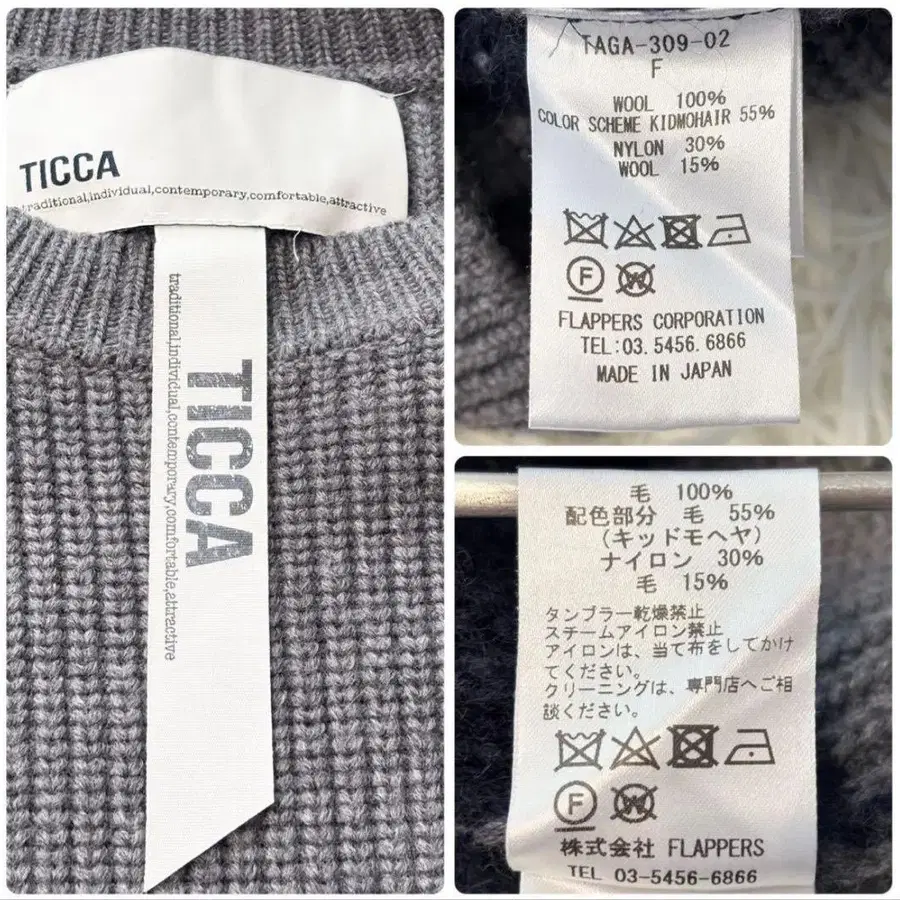 TICCA
traditional,individual,contemporary,comfortable,attractive
TICCA
traditional,individual,contemporary,comfortable,attractive
TAGA-309-02
F
WOOL 100%
COLOR SCHEME KIDMOHAIR 55%
NYLON 30%
WOOL 15%
F
W
FLAPPERS CORPORATION
TEL:03.5456.6866
MADE IN JAPAN
毛 100%
配色部分 毛 55%
(キッドモヘヤ)
ナイロン 30%
毛 15%
タンブラー乾燥禁止
スチームアイロン禁止
アイロンは、当て布をしてかけ
てください。
クリーニングは、専門店へご相
談ください。
F
W
株式会社 FLAPPERS
TEL 03-5456-6866